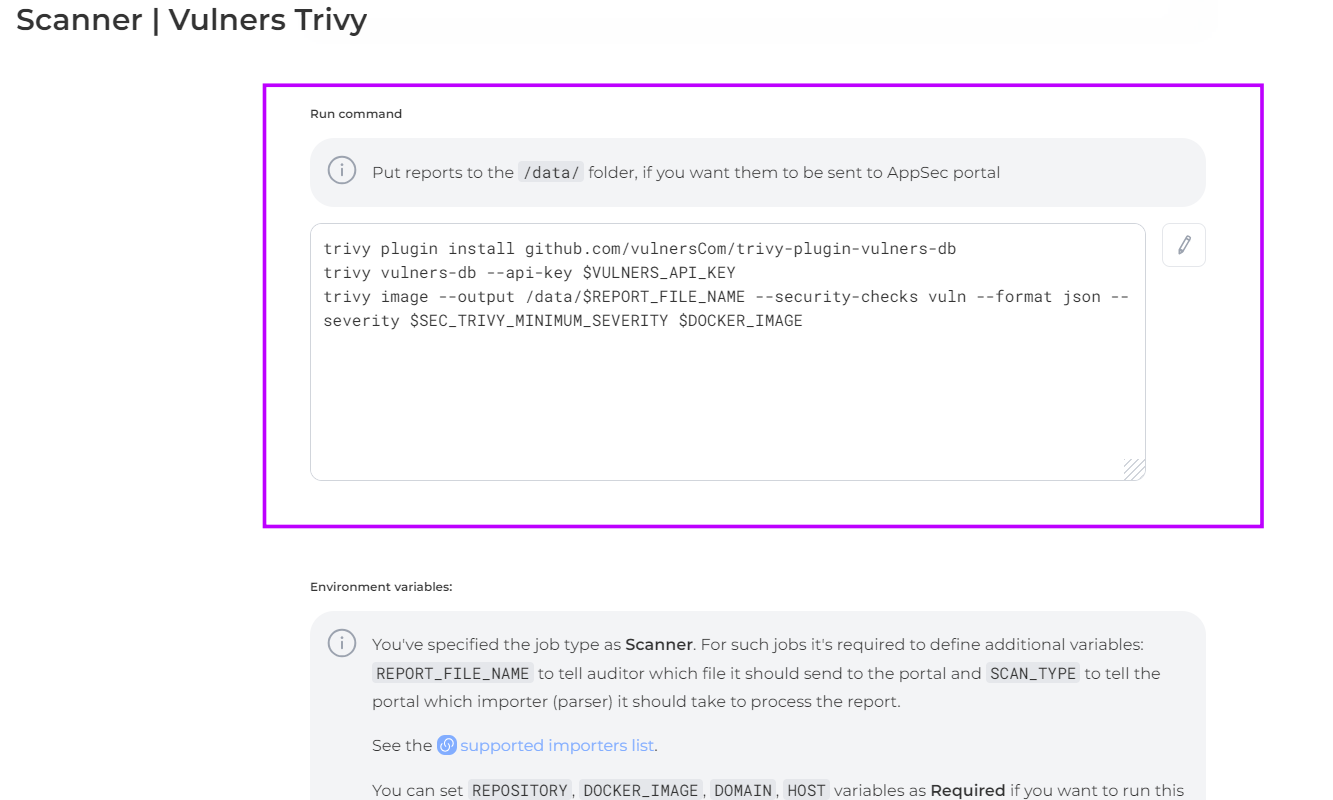 Scanner | Vulners Trivy
Run command
Put reports to the /data/ folder, if you want them to be sent to AppSec portal
trivy plugin install github.com/vulnersCom/trivy-plugin-vulners-db
trivy vulners-db --api-key $VULNERS_API_KEY
trivy image --output /data/$REPORT_FILE_NAME --security-checks vuln --format json --
severity $SEC_TRIVY_MINIMUM_SEVERITY $DOCKER_IMAGE
Environment variables:
You've specified the job type as Scanner. For such jobs it's required to define additional variables:
REPORT_FILE_NAME to tell auditor which file it should send to the portal and SCAN_TYPE to tell the
portal which importer (parser) it should take to process the report.
See the supported importers list.
You can set REPOSITORY, DOCKER_IMAGE, DOMAIN, HOST variables as Required if you want to run this